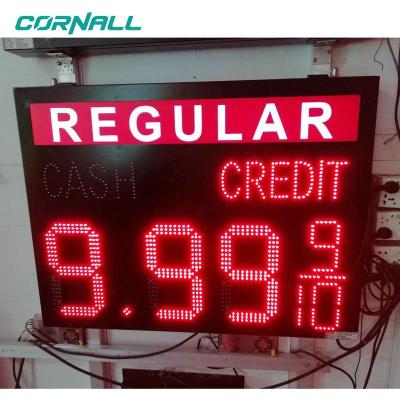 CORNALL
REGULAR
CASH CREDIT
9.99 9/10